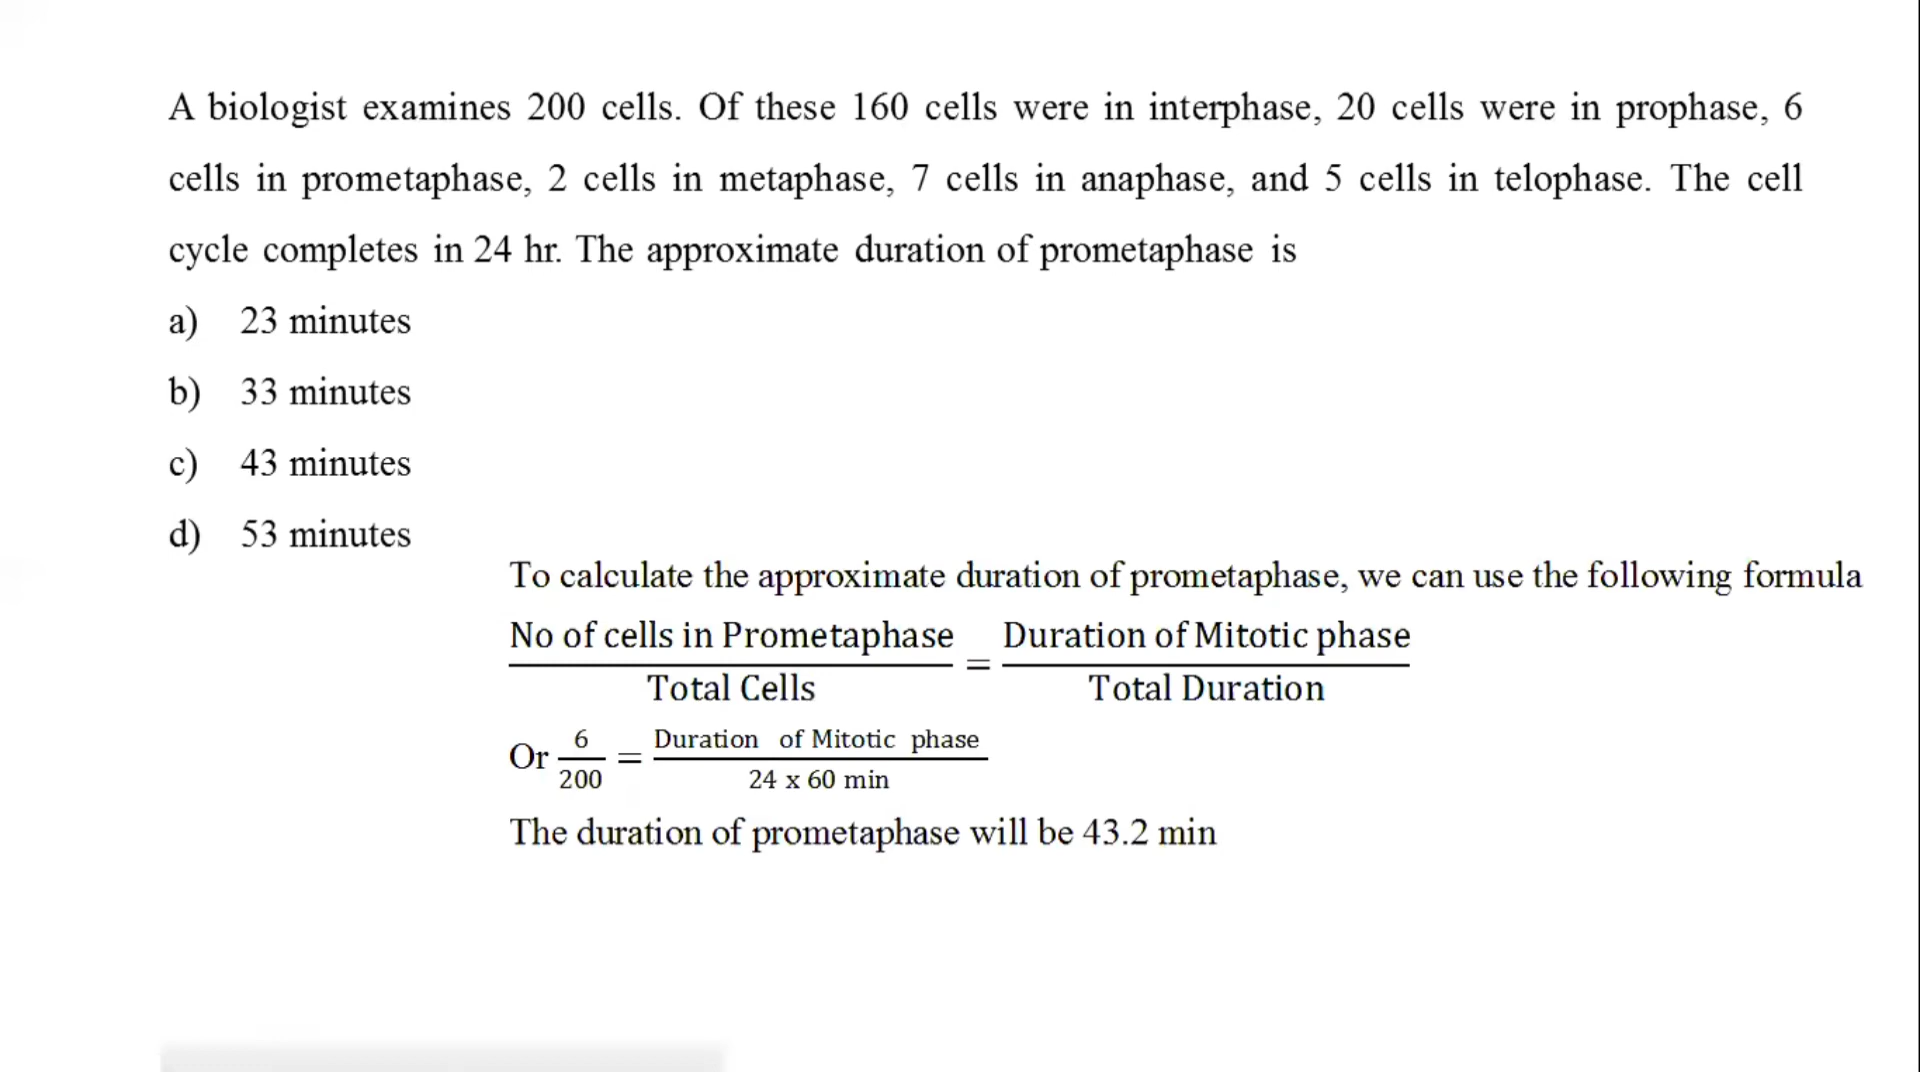 A biologist examines 200 cells. Of these 160 cells were in interphase, 20 cells were in prophase, 6
cells in prometaphase, 2 cells in metaphase, 7 cells in anaphase, and 5 cells in telophase. The cell
cycle completes in 24 hr. The approximate duration of prometaphase is
a) 23 minutes
b) 33 minutes
c) 43 minutes
d) 53 minutes
To calculate the approximate duration of prometaphase, we can use the following formula
No of cells in Prometaphase = Duration of Mitotic phase
Total Cells Total Duration
Or 6 = Duration of Mitotic phase
200 24 x 60 min
The duration of prometaphase will be 43.2 min